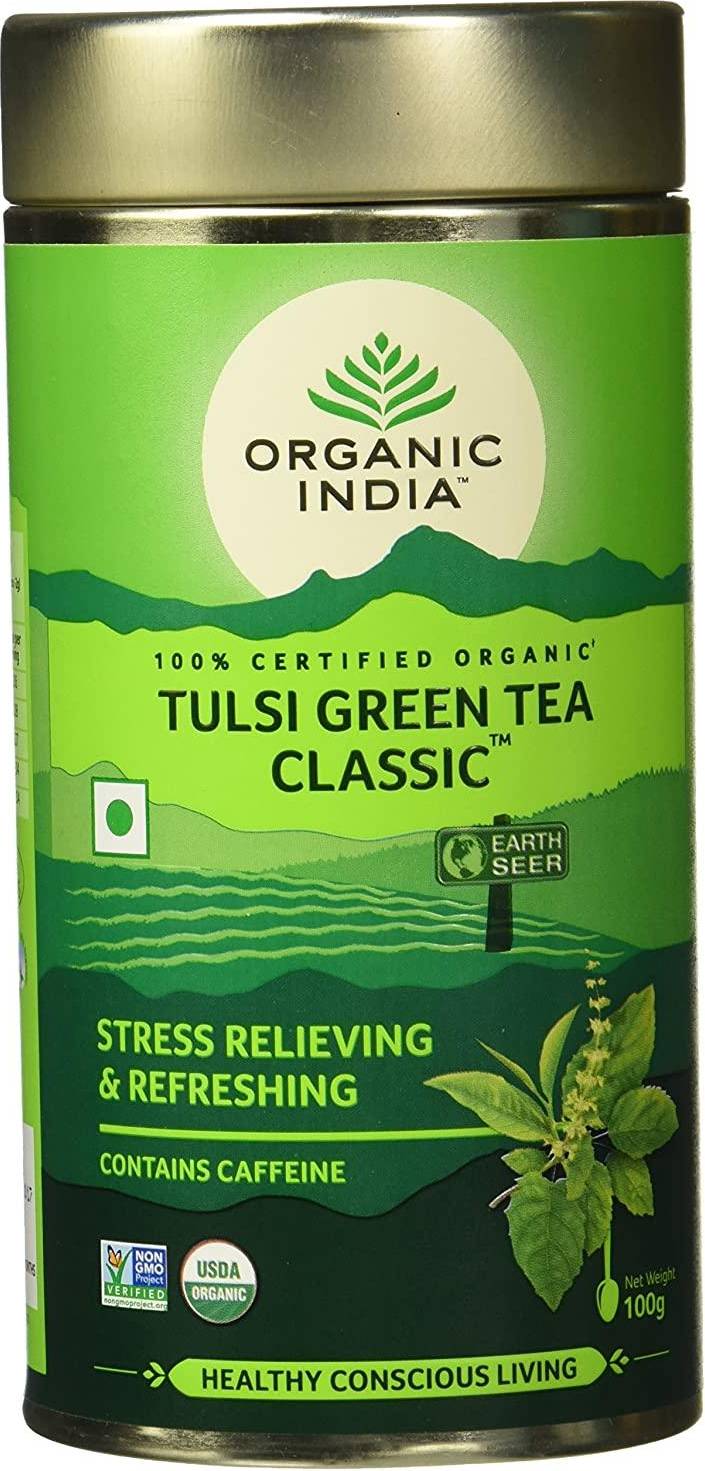 ORGANIC
INDIA™
100% CERTIFIED ORGANIC†
TULSI GREEN TEA
CLASSIC™
EARTH
SEER
STRESS RELIEVING
& REFRESHING
CONTAINS CAFFEINE
NON
GMO
Project
VERIFIED
nongmoproject.org
USDA
ORGANIC
Net Weight
100g
HEALTHY CONSCIOUS LIVING